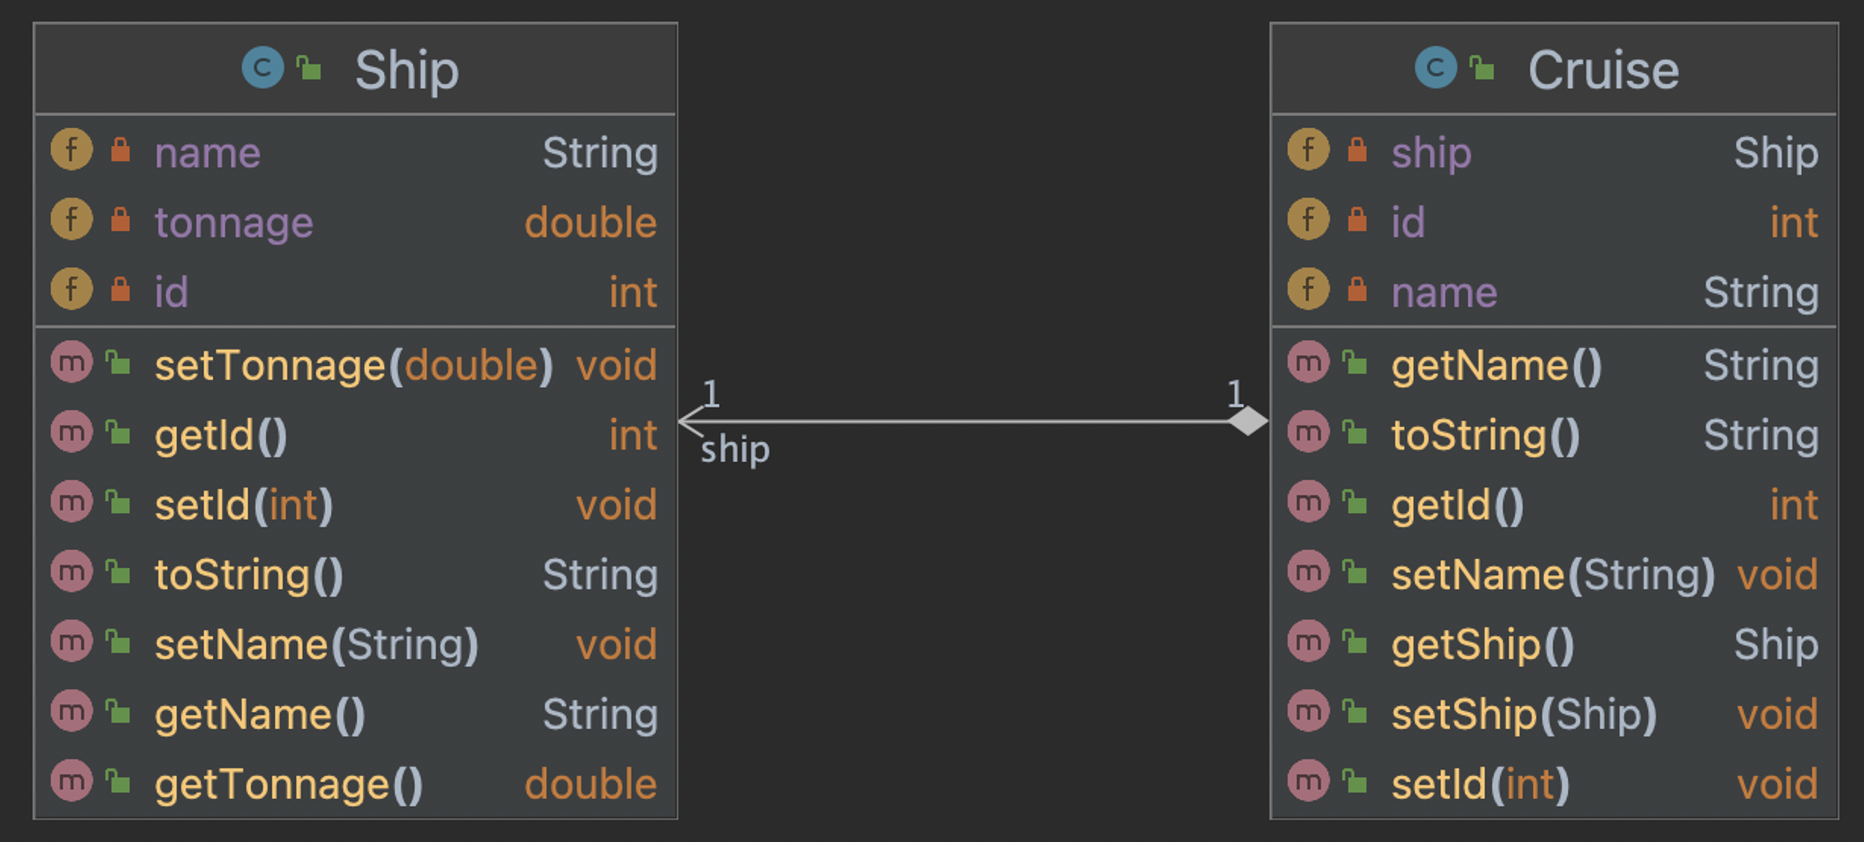 C Ship
f name String
f tonnage double
f id int
m setTonnage(double) void
m getId() int
m setId(int) void
m toString() String
m setName(String) void
m getName() String
m getTonnage() double
1 1
ship
C Cruise
f ship Ship
f id int
f name String
m getName() String
m toString() String
m getId() int
m setName(String) void
m getShip() Ship
m setShip(Ship) void
m setId(int) void